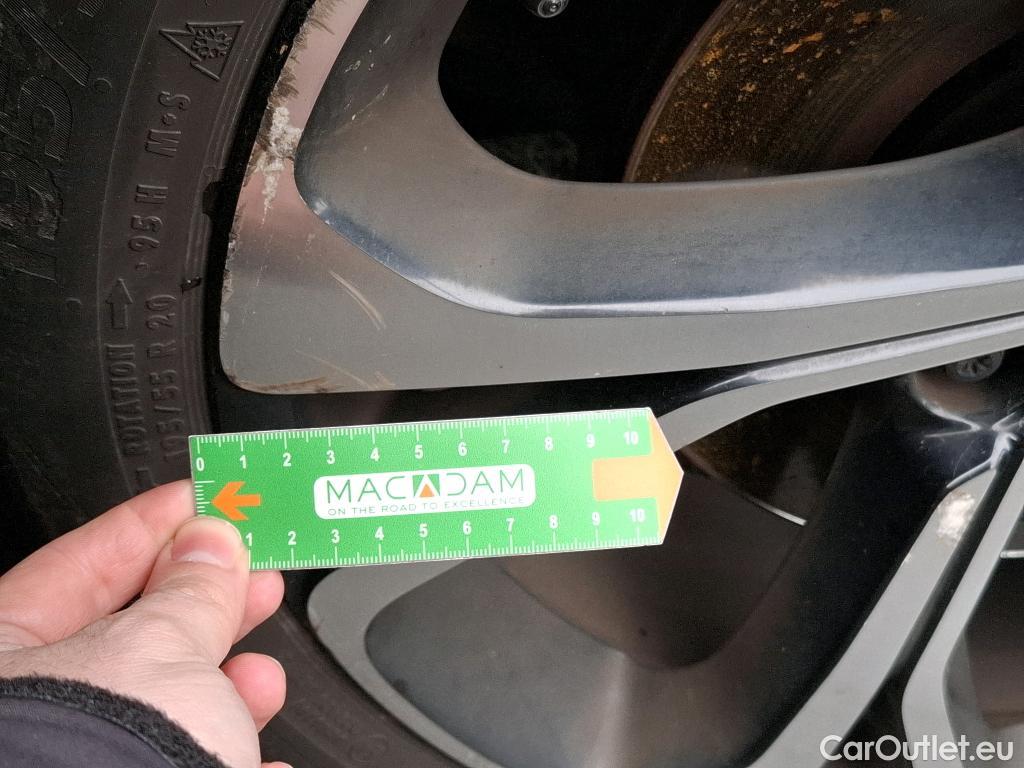 M+S
95 H
ROTATION
195/55 R 20
0 1 2 3 4 5 6 7 8 9 10
MACADAM
ON THE ROAD TO EXCELLENCE
1 2 3 4 5 6 7 8 9 10
CarOutlet.eu